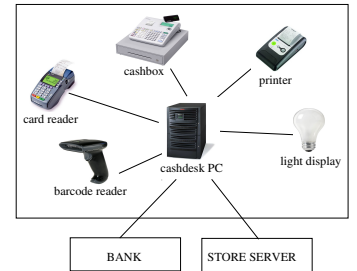 cashbox
printer
card reader
light display
barcode reader
cashdesk PC
BANK
STORE SERVER